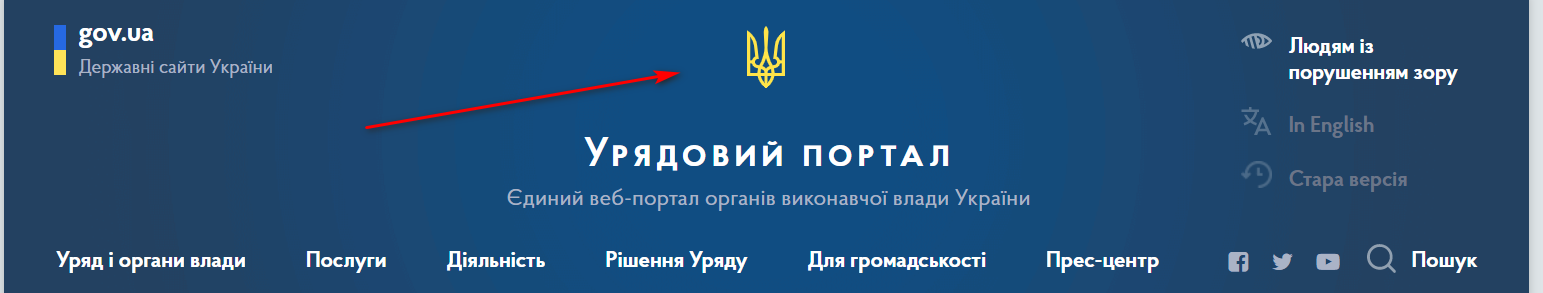 gov.ua
Державні сайти України
Людям із
порушенням зору
In English
Стара версія
Урядовий портал
Єдиний веб-портал органів виконавчої влади України
Уряд і органи влади Послуги Діяльність Рішення Уряду Для громадськості Прес-центр Пошук